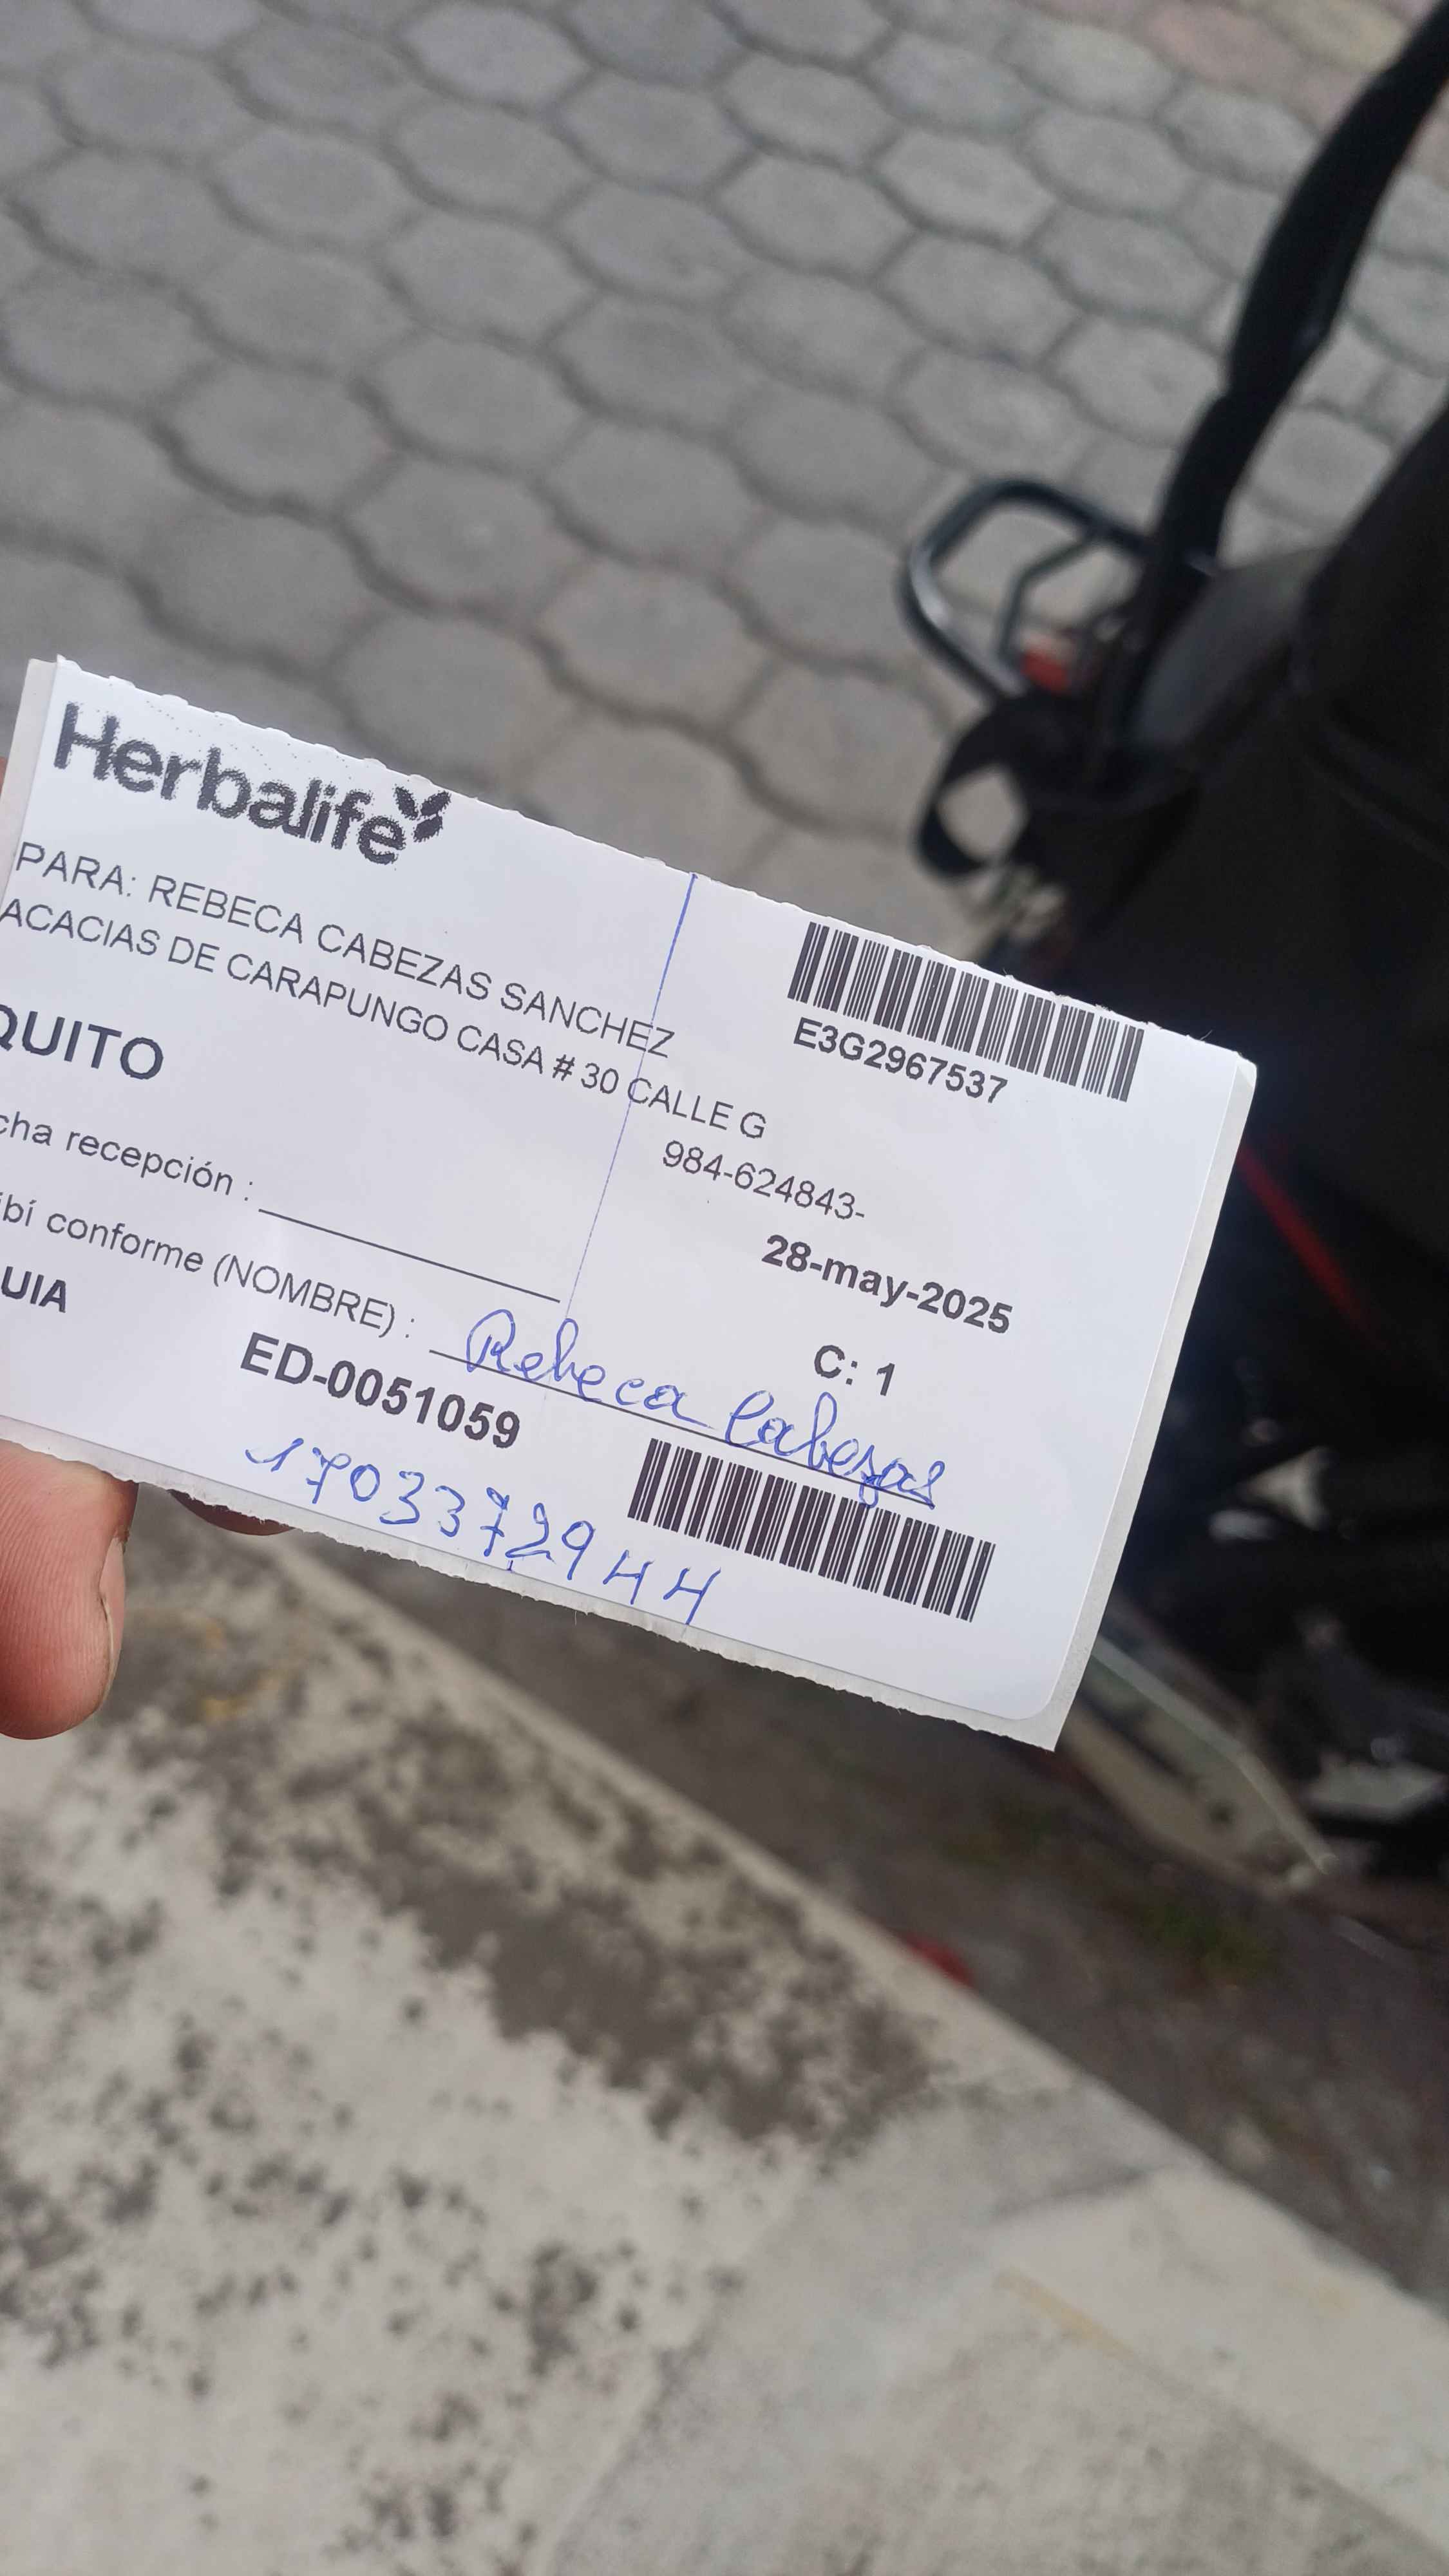 Herbalife
PARA: REBECA CABEZAS SANCHEZ
E3G2967537
ACACIAS DE CARAPUNGO CASA # 30 CALLE G
984-624843-
QUITO
28-may-2025
cha recepción :
C: 1
ibí conforme (NOMBRE) : Rebeca Cabezas
UIA
ED-0051059
1703372944